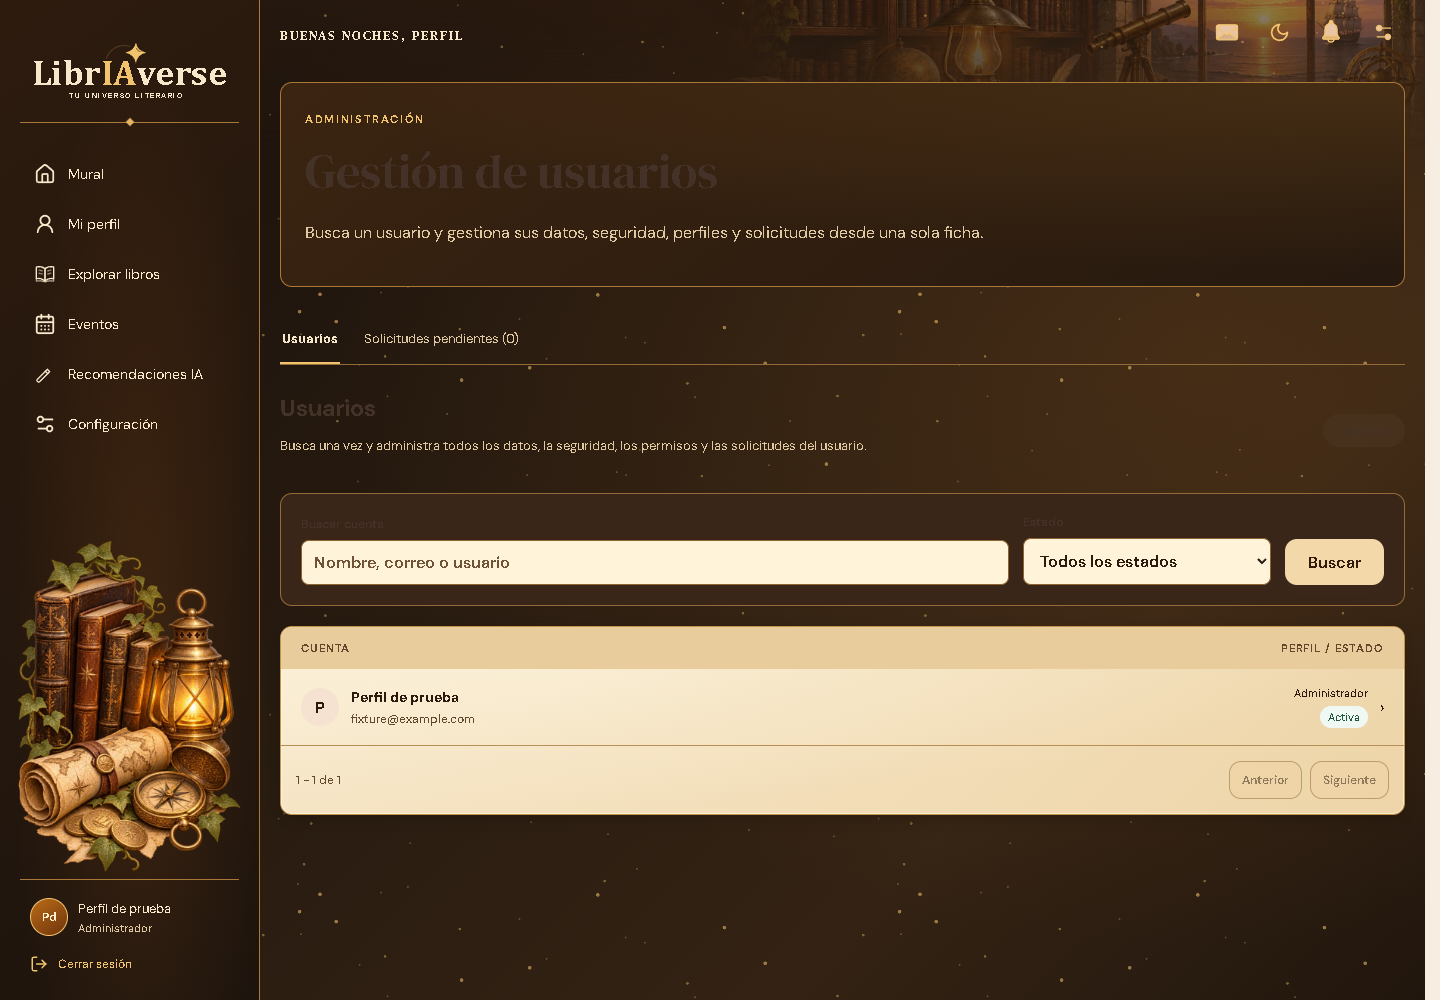 LibrIAverse
TU UNIVERSO LITERARIO
Mural
Mi perfil
Explorar libros
Eventos
Recomendaciones IA
Configuración
Pd
Perfil de prueba
Administrador
Cerrar sesión
BUENAS NOCHES, PERFIL
ADMINISTRACIÓN
Gestión de usuarios
Busca un usuario y gestiona sus datos, seguridad, perfiles y solicitudes desde una sola ficha.
Usuarios
Solicitudes pendientes (0)
Usuarios
Busca una vez y administra todos los datos, la seguridad, los permisos y las solicitudes del usuario.
Buscar cuenta
Estado
Nombre, correo o usuario
Todos los estados
Buscar
CUENTA
PERFIL / ESTADO
P
Perfil de prueba
fixture@example.com
Administrador
Activa
1 – 1 de 1
Anterior
Siguiente